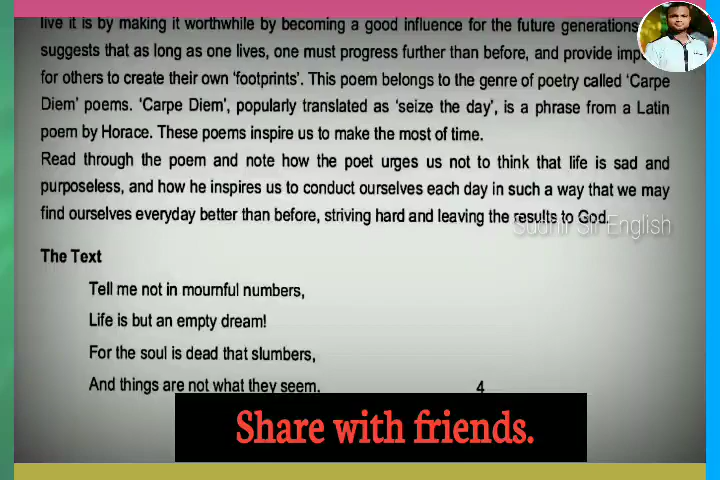 live it is by making it worthwhile by becoming a good influence for the future generations
suggests that as long as one lives, one must progress further than before, and provide
for others to create their own 'footprints'. This poem belongs to the genre of poetry called 'Carpe
Diem' poems. 'Carpe Diem', popularly translated as 'seize the day', is a phrase from a Latin
poem by Horace. These poems inspire us to make the most of time.
Read through the poem and note how the poet urges us not to think that life is sad and
purposeless, and how he inspires us to conduct ourselves each day in such a way that we may
find ourselves everyday better than before, striving hard and leaving the results to God.
Sudhir Sir English
The Text
Tell me not in mournful numbers,
Life is but an empty dream!
For the soul is dead that slumbers,
And things are not what they seem. 4
Share with friends.